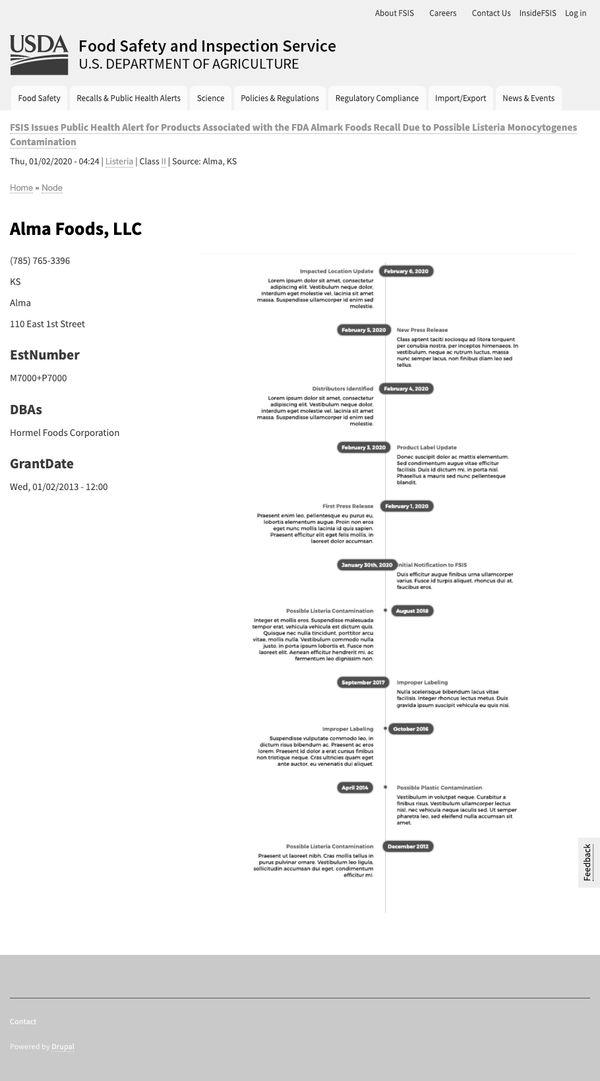 About FSIS Careers Contact Us InsideFSIS Log in
USDA Food Safety and Inspection Service
U.S. DEPARTMENT OF AGRICULTURE
Food Safety Recalls & Public Health Alerts Science Policies & Regulations Regulatory Compliance Import/Export News & Events
FSIS Issues Public Health Alert for Products Associated with the FDA Almark Foods Recall Due to Possible Listeria Monocytogenes
Contamination
Thu, 01/02/2020 - 04:24 | Listeria | Class II | Source: Alma, KS
Home » Node
Alma Foods, LLC
(785) 765-3396
KS
Alma
110 East 1st Street
EstNumber
M7000+P7000
DBAs
Hormel Foods Corporation
GrantDate
Wed, 01/02/2013 - 12:00
Impacted Location Update February 6, 2020
Lorem ipsum dolor sit amet, consectetur
adipiscing elit. Vestibulum neque dolor,
interdum eget molestie vel, lacinia sit amet
massa. Suspendisse ullamcorper id enim sed
molestie.
February 5, 2020 New Press Release
Class aptent taciti sociosqu ad litora torquent
per conubia nostra, per inceptos himenaeos. In
vestibulum, neque ac rutrum luctus, massa
nunc semper lacus, non finibus diam leo sed
tellus.
Distributors Identified February 4, 2020
Lorem ipsum dolor sit amet, consectetur
adipiscing elit. Vestibulum neque dolor,
interdum eget molestie vel, lacinia sit amet
massa. Suspendisse ullamcorper id enim sed
molestie.
February 3, 2020 Product Label Update
Donec suscipit dolor ac mattis elementum.
Sed condimentum augue vitae efficitur
facilisis. Duis id dictum mi, in porta nisl.
Phasellus a mauris sed nunc pellentesque
blandit.
First Press Release February 1, 2020
Praesent enim leo, pellentesque eu purus eu,
lobortis elementum augue. Proin non eros
eget nunc mollis lacinia id quis sapien.
Praesent efficitur elit eget felis mollis, in
laoreet dolor accumsan.
January 30th, 2020 nitial Notification to FSIS
Duis efficitur augue finibus urna ullamcorper
varius. Fusce id turpis aliquet, rhoncus dui at,
faucibus eros.
Possible Listeria Contamination August 2018
Integer et mollis eros. Suspendisse malesuada
tempor erat, vehicula vehicula est dictum quis.
Quisque nec nulla tincidunt, porttitor arcu
vitae, mollis nulla. Vestibulum commodo nulla
justo, in porta ipsum lobortis et. Fusce non
laoreet elit. Aenean efficitur hendrerit mi, ac
fermentum leo dignissim non.
September 2017 Improper Labeling
Nulla scelerisque bibendum lacus vitae
facilisis. Integer rhoncus lectus metus. Duis
gravida ipsum suscipit vehicula eu quis nisi.
Improper Labeling October 2016
Suspendisse vulputate commodo leo, in
dictum risus bibendum ac. Praesent ac eros
lorem. Praesent id dolor a erat cursus finibus
non tristique neque. Cras ultricies quam eget
ante auctor, eu venenatis dui aliquet.
April 2014 Possible Plastic Contamination
Vestibulum in volutpat neque. Curabitur a
finibus risus. Vestibulum ullamcorper lectus
nisl, nec vehicula neque iaculis sed. Ut semper
pharetra leo, sed eleifend nulla accumsan sit
amet.
Possible Listeria Contamination December 2012
Praesent ut laoreet nibh. Cras mollis tellus in
purus pulvinar ornare. Vestibulum leo ligula,
sollicitudin accumsan dui eget, condimentum
efficitur mi.
Feedback
Contact
Powered by Drupal